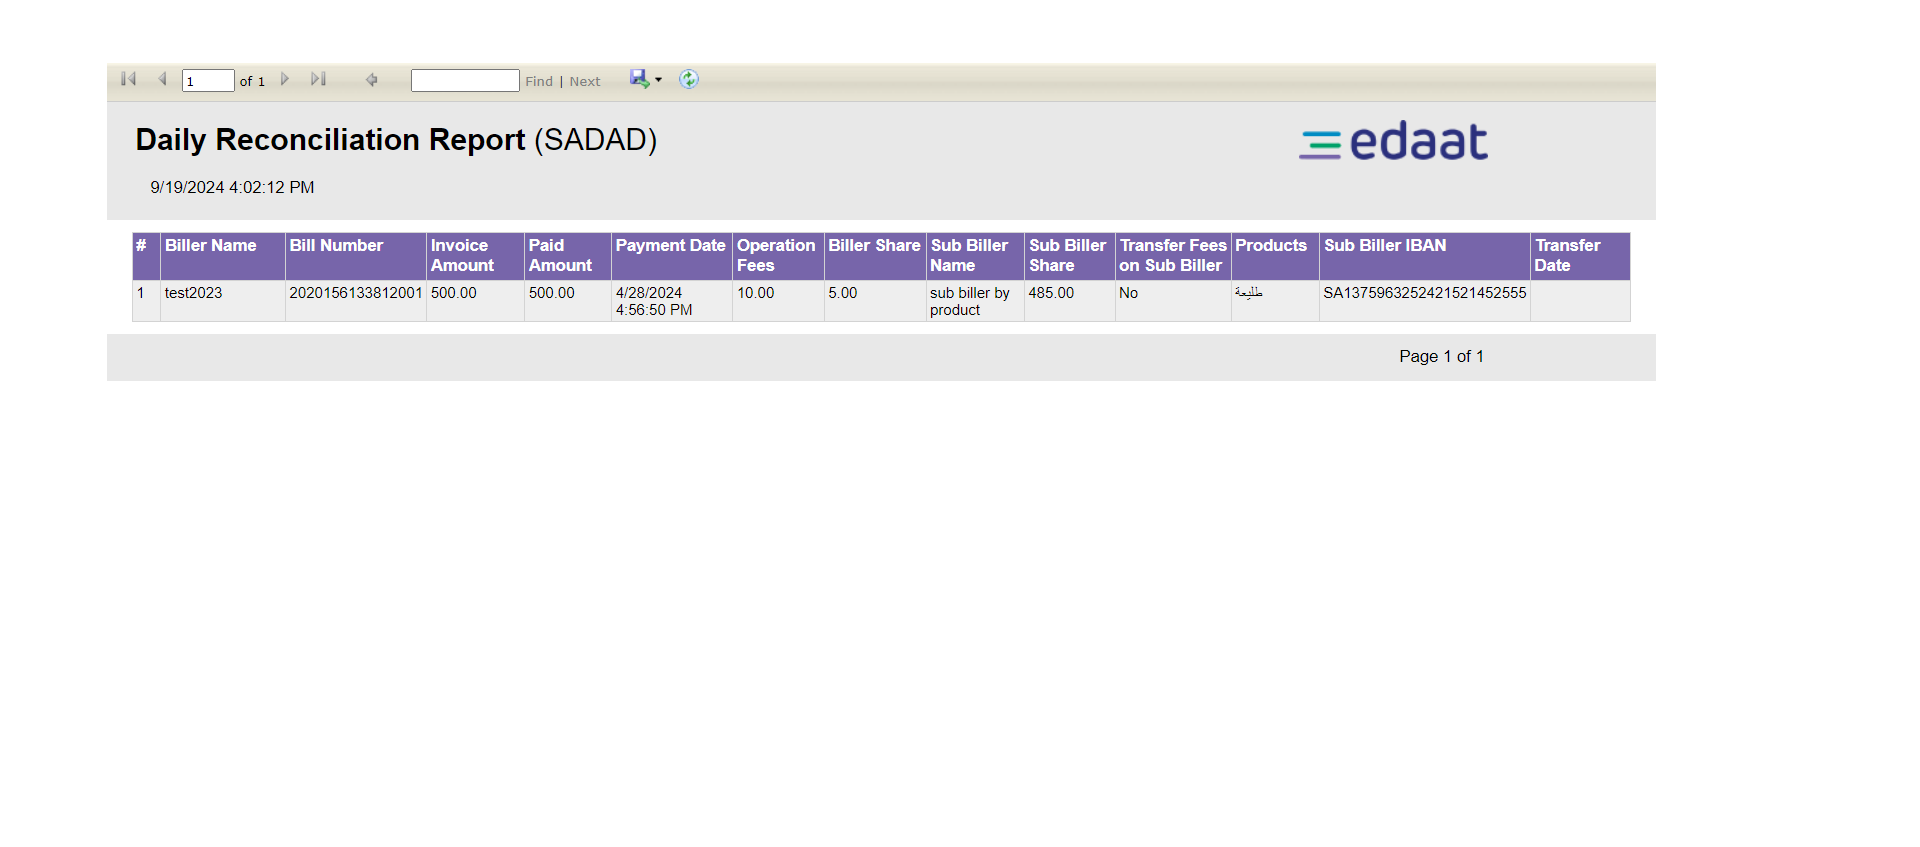 1 of 1 Find | Next
Daily Reconciliation Report (SADAD)
edaat
9/19/2024 4:02:12 PM
# Biller Name Bill Number Invoice Amount Paid Amount Payment Date Operation Fees Biller Share Sub Biller Name Sub Biller Share Transfer Fees on Sub Biller Products Sub Biller IBAN Transfer Date
1 test2023 2020156133812001 500.00 500.00 4/28/2024 4:56:50 PM 10.00 5.00 sub biller by product 485.00 No طليعة SA1375963252421521452555
Page 1 of 1